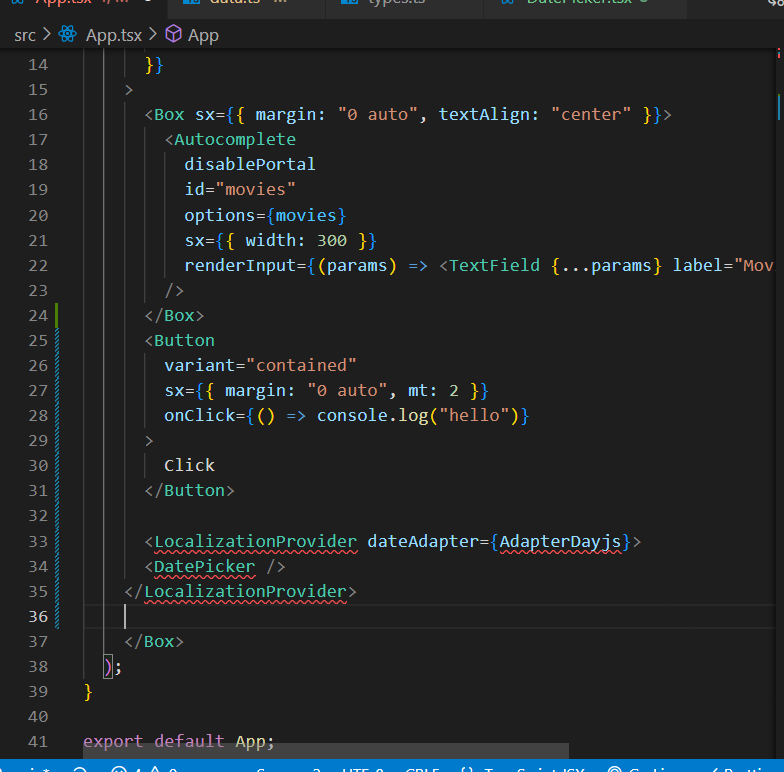 App.tsx
data.ts
types.ts
DatePicker.tsx
src > App.tsx > App
14 }}
15 >
16 <Box sx={{ margin: "0 auto", textAlign: "center" }}>
17 <Autocomplete
18 disablePortal
19 id="movies"
20 options={movies}
21 sx={{ width: 300 }}
22 renderInput={(params) => <TextField {...params} label="Mov
23 />
24 </Box>
25 <Button
26 variant="contained"
27 sx={{ margin: "0 auto", mt: 2 }}
28 onClick={() => console.log("hello")}
29 >
30 Click
31 </Button>
32
33 <LocalizationProvider dateAdapter={AdapterDayjs}>
34 <DatePicker />
35 </LocalizationProvider>
36
37 </Box>
38 );
39 }
40
41 export default App;